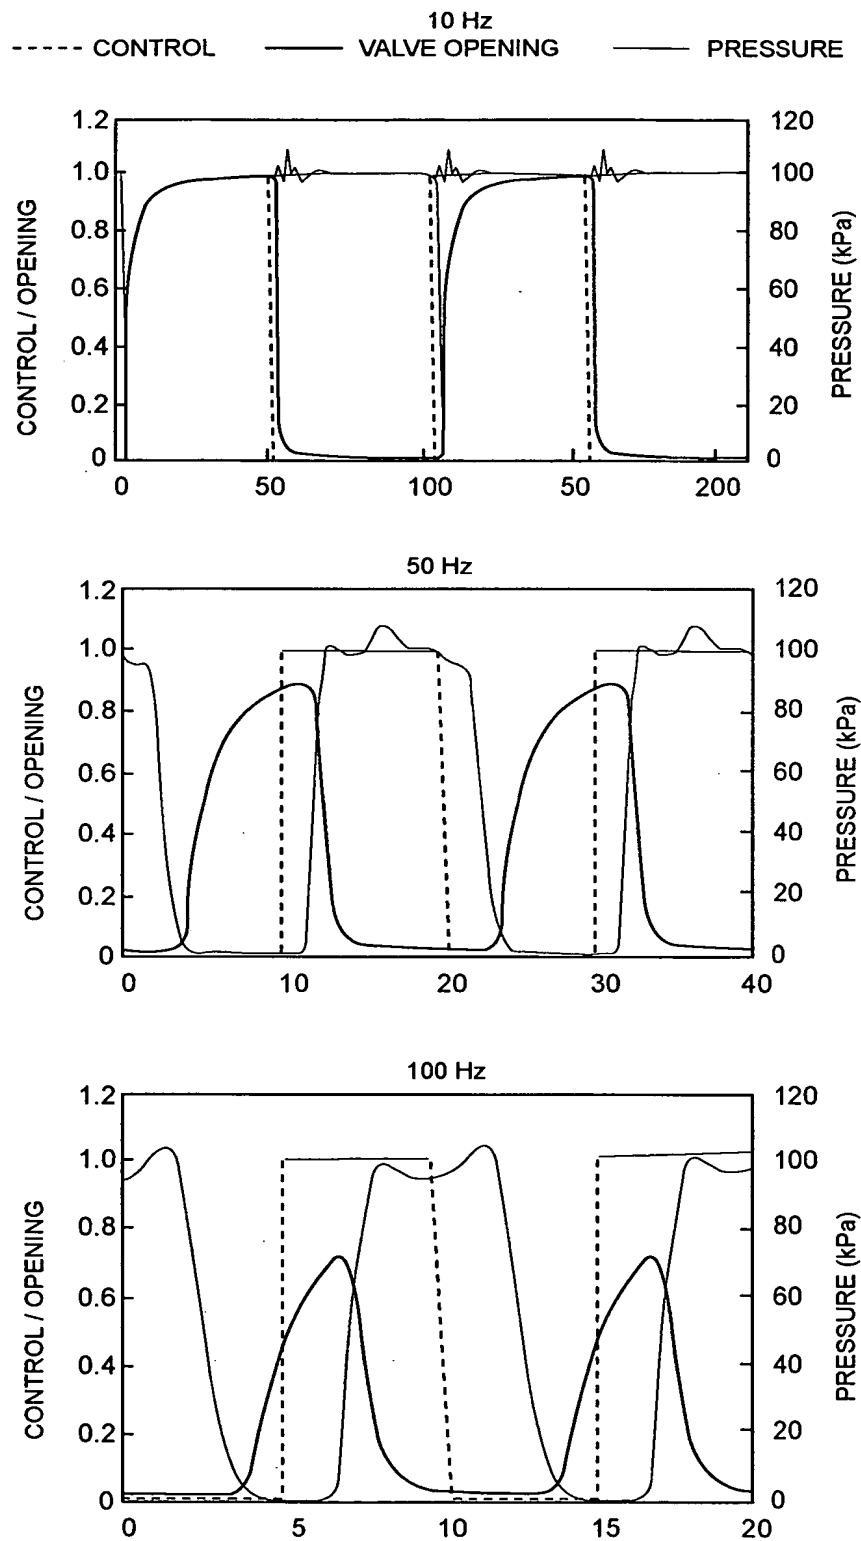 10 Hz
CONTROL VALVE OPENING PRESSURE
1.2 120
1.0 100
0.8 80
0.6 60
0.4 40
0.2 20
0 0
CONTROL / OPENING
PRESSURE (kPa)
0 50 100 50 200
50 Hz
1.2 120
1.0 100
0.8 80
0.6 60
0.4 40
0.2 20
0 0
CONTROL / OPENING
PRESSURE (kPa)
0 10 20 30 40
100 Hz
1.2 120
1.0 100
0.8 80
0.6 60
0.4 40
0.2 20
0 0
CONTROL / OPENING
PRESSURE (kPa)
0 5 10 15 20